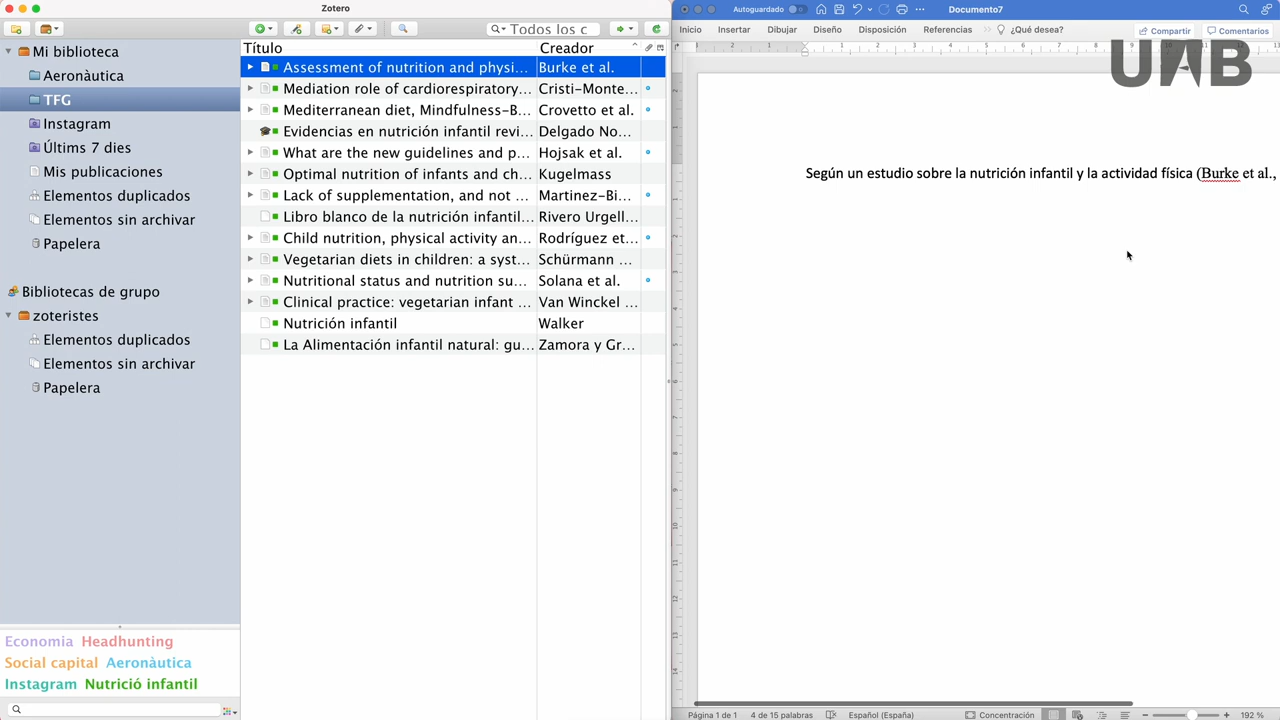 Zotero
Todos los c
Mi biblioteca
Aeronàutica
TFG
Instagram
Últims 7 dies
Mis publicaciones
Elementos duplicados
Elementos sin archivar
Papelera
Bibliotecas de grupo
zoteristes
Elementos duplicados
Elementos sin archivar
Papelera
Economia Headhunting
Social capital Aeronàutica
Instagram Nutrició infantil
Título Creador
Assessment of nutrition and physi... Burke et al.
Mediation role of cardiorespiratory... Cristi-Monte...
Mediterranean diet, Mindfulness-B... Crovetto et al.
Evidencias en nutrición infantil revi... Delgado No...
What are the new guidelines and p... Hojsak et al.
Optimal nutrition of infants and ch... Kugelmass
Lack of supplementation, and not ... Martinez-Bi...
Libro blanco de la nutrición infantil... Rivero Urgell...
Child nutrition, physical activity an... Rodríguez et...
Vegetarian diets in children: a syst... Schürmann ...
Nutritional status and nutrition su... Solana et al.
Clinical practice: vegetarian infant ... Van Winckel ...
Nutrición infantil Walker
La Alimentación infantil natural: gu... Zamora y Gr...
Autoguardado Documento7
Inicio Insertar Dibujar Diseño Disposición Referencias ¿Qué desea? Compartir Comentarios
UAB
Según un estudio sobre la nutrición infantil y la actividad física (Burke et al.,
Página 1 de 1 4 de 15 palabras Español (España) Concentración 192 %